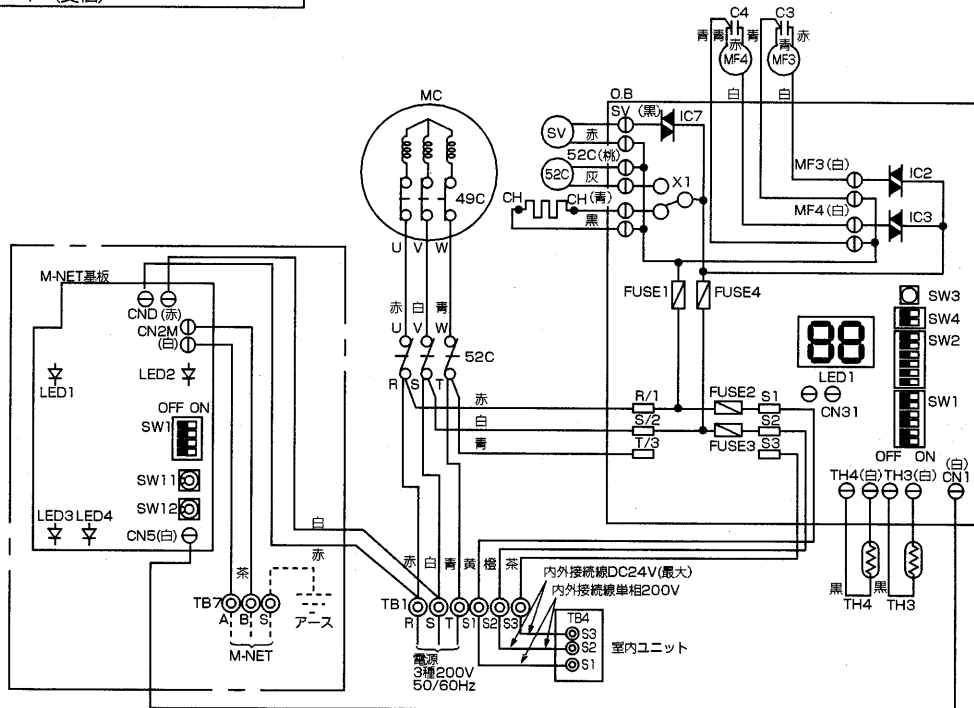 C4
C3
青
青
青
赤
赤
青
MF4
MF3
白
白
MC
O.B
SV
(黒)
IC7
SV
赤
52C(桃)
52C
灰
X1
CH
CH
(青)
黒
MF3(白)
IC2
MF4(白)
IC3
49C
U
V
W
M-NET基板
CND
(赤)
CN2M
(白)
赤
白
青
U
V
W
FUSE1
FUSE4
SW3
SW4
SW2
52C
LED1
LED2
R
S
T
88
LED1
CN31
SW1
OFF ON
SW1
赤
R/1
FUSE2
S1
白
S/2
S2
青
T/3
FUSE3
S3
OFF ON
SW11
SW12
LED3
LED4
CN5(白)
TH4(白)
TH3(白)
(白)
CN1
白
赤
赤
白
青
黄
橙
茶
茶
内外接続線DC24V(最大)
内外接続線単相200V
TB7
A
B
S
アース
M-NET
TB1
R
S
T
S1
S2
S3
TB4
S3
S2
S1
室内ユニット
電源
3種200V
50/60Hz
黒
TH4
黒
TH3